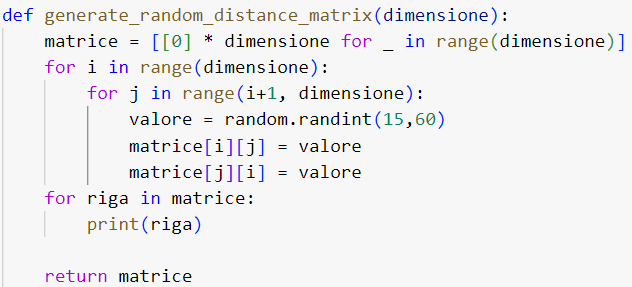 def generate_random_distance_matrix(dimensione):
    matrice = [[0] * dimensione for _ in range(dimensione)]
    for i in range(dimensione):
        for j in range(i+1, dimensione):
            valore = random.randint(15,60)
            matrice[i][j] = valore
            matrice[j][i] = valore
    for riga in matrice:
        print(riga)

    return matrice